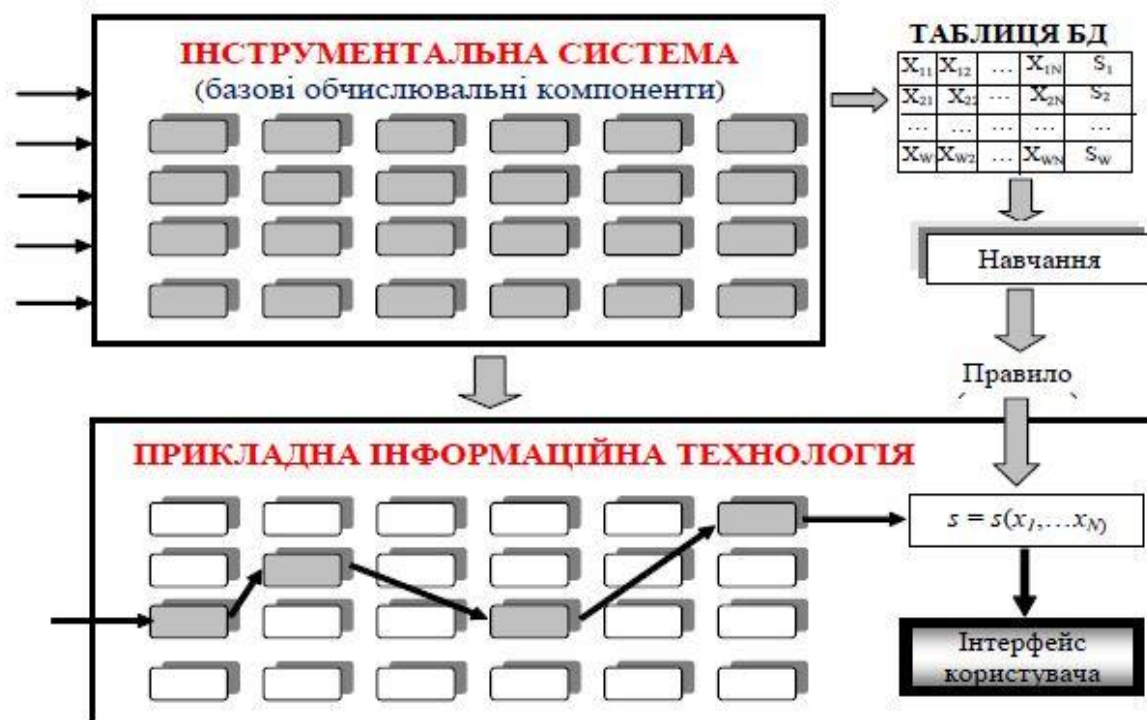 ІНСТРУМЕНТАЛЬНА СИСТЕМА
(базові обчислювальні компоненти)
ТАБЛИЦЯ БД
X11 X12 ... X1N S1
X21 X22 ... X2N S2
... ... ... ... ...
XW XW2 ... XWN SW
Навчання
Правило
ПРИКЛАДНА ІНФОРМАЦІЙНА ТЕХНОЛОГІЯ
s = s(x1,...xN)
Інтерфейс
користувача